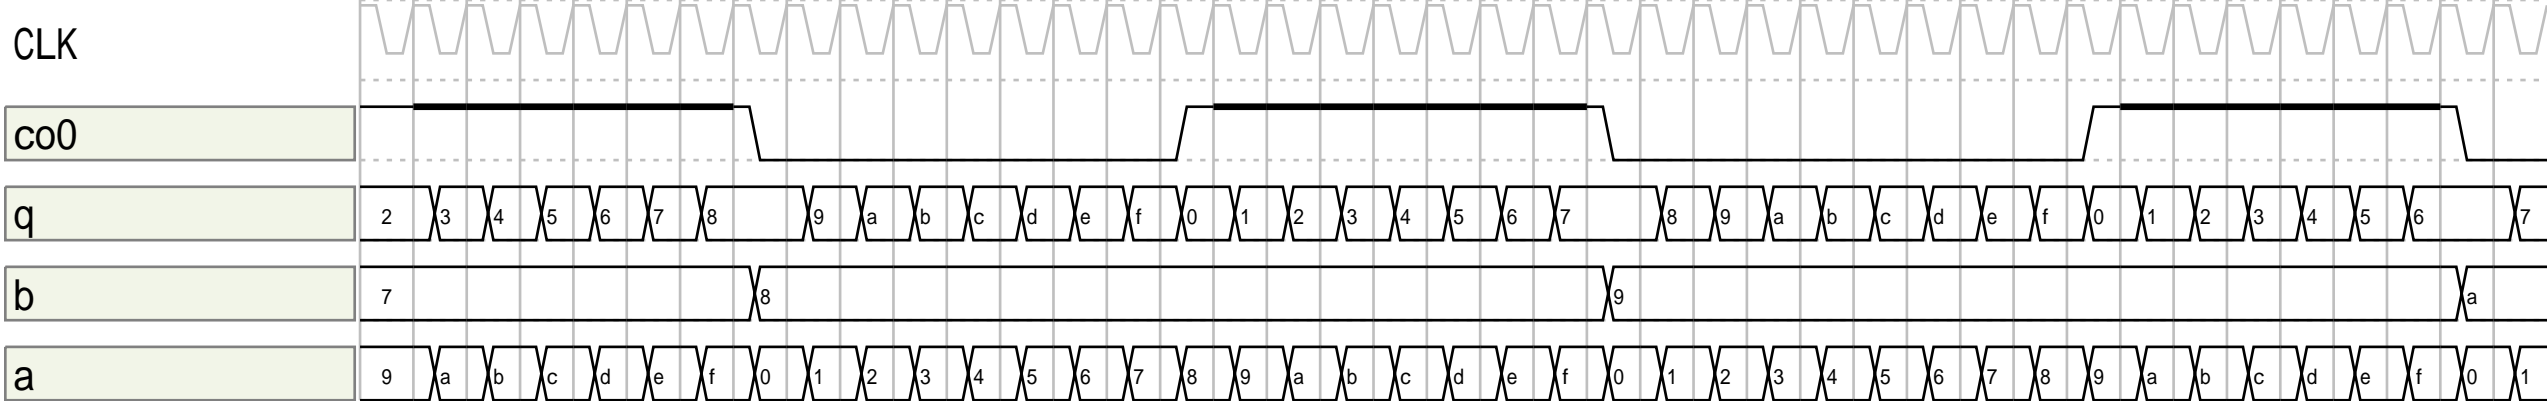 CLK
co0
q 2 3 4 5 6 7 8 9 a b c d e f 0 1 2 3 4 5 6 7 8 9 a b c d e f 0 1 2 3 4 5 6 7
b 7 8 9 a
a 9 a b c d e f 0 1 2 3 4 5 6 7 8 9 a b c d e f 0 1 2 3 4 5 6 7 8 9 a b c d e f 0 1